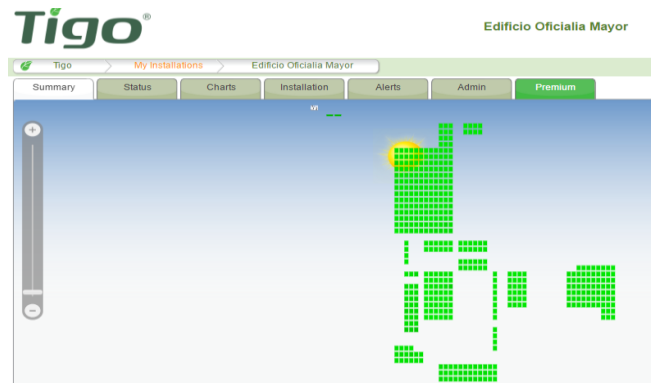 Tigo®
Edificio Oficialia Mayor
Tigo My Installations Edificio Oficialia Mayor
Summary Status Charts Installation Alerts Admin Premium